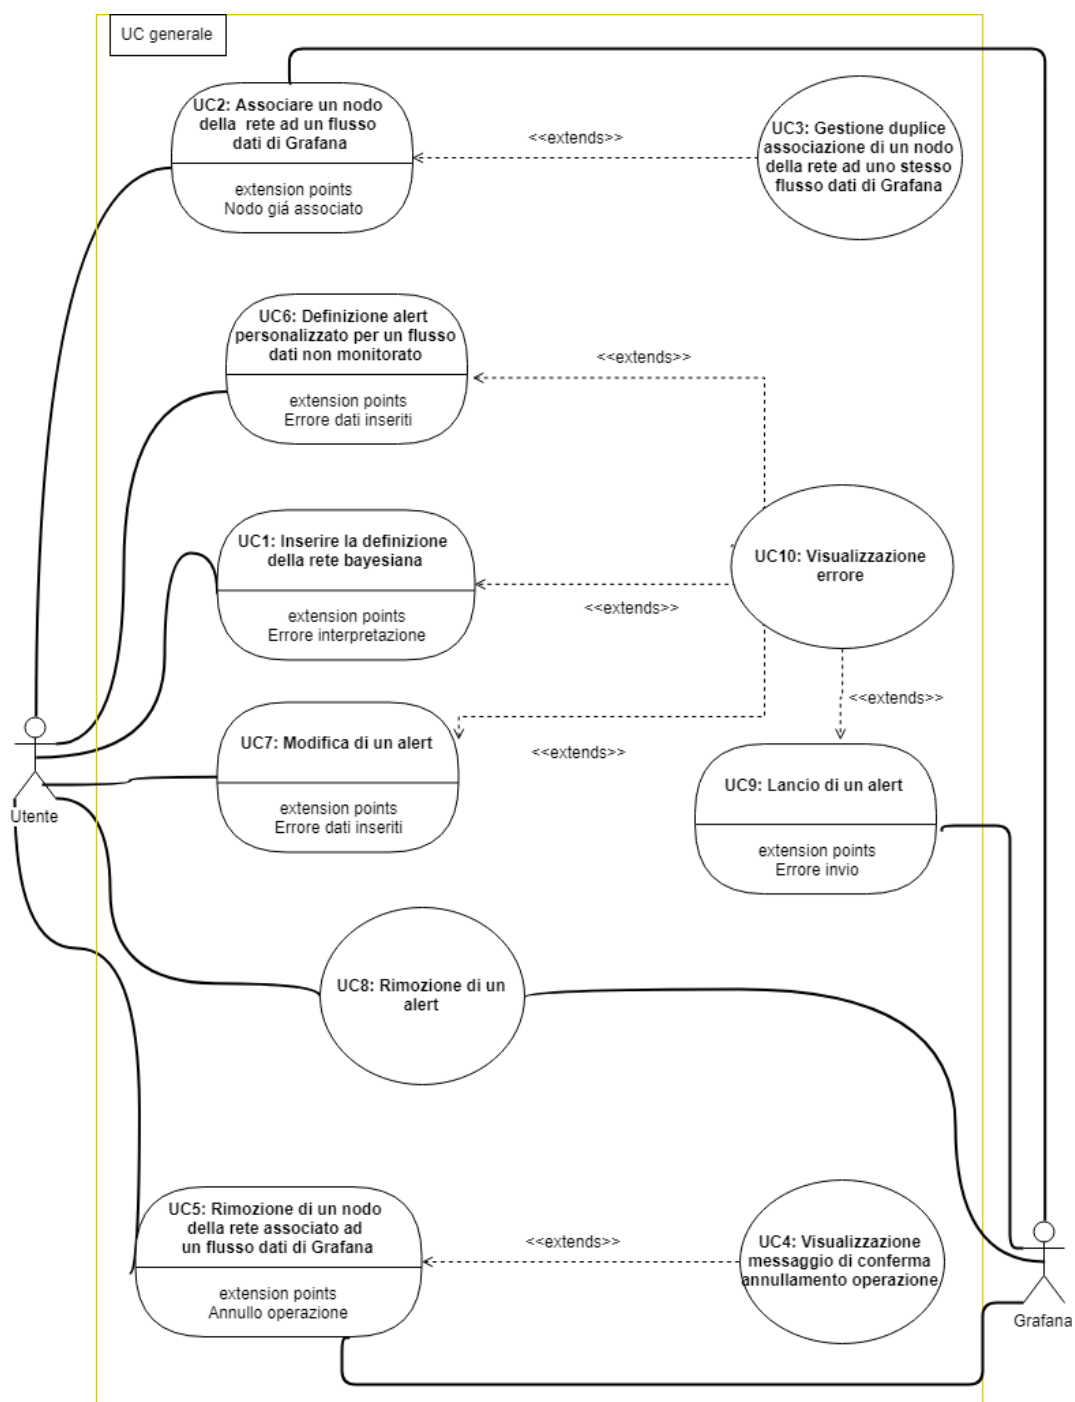 UC generale
UC2: Associare un nodo
della rete ad un flusso
dati di Grafana
extension points
Nodo giá associato
<<extends>>
UC3: Gestione duplice
associazione di un nodo
della rete ad uno stesso
flusso dati di Grafana
UC6: Definizione alert
personalizzato per un flusso
dati non monitorato
extension points
Errore dati inseriti
<<extends>>
UC1: Inserire la definizione
della rete bayesiana
extension points
Errore interpretazione
<<extends>>
UC10: Visualizzazione
errore
<<extends>>
UC7: Modifica di un alert
extension points
Errore dati inseriti
<<extends>>
UC9: Lancio di un alert
extension points
Errore invio
Utente
UC8: Rimozione di un
alert
UC5: Rimozione di un nodo
della rete associato ad
un flusso dati di Grafana
extension points
Annullo operazione
<<extends>>
UC4: Visualizzazione
messaggio di conferma
annullamento operazione
Grafana